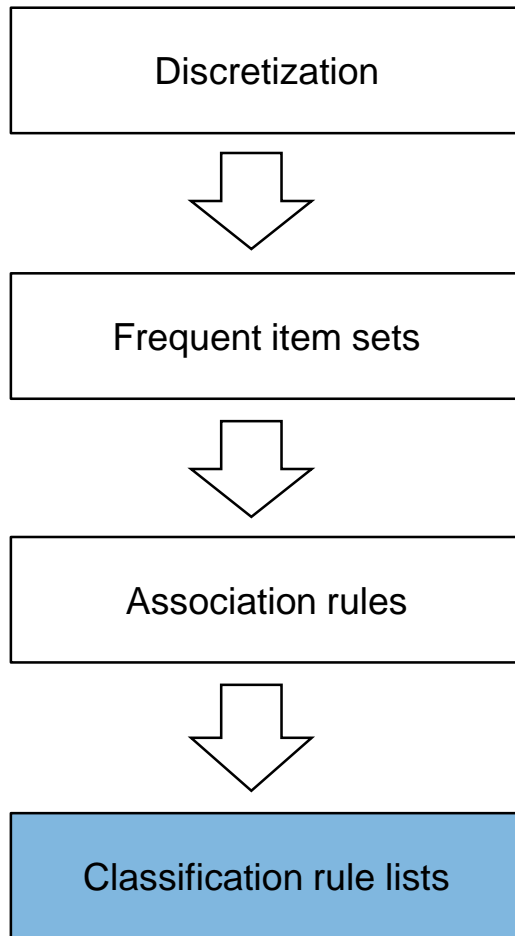 Discretization
Frequent item sets
Association rules
Classification rule lists